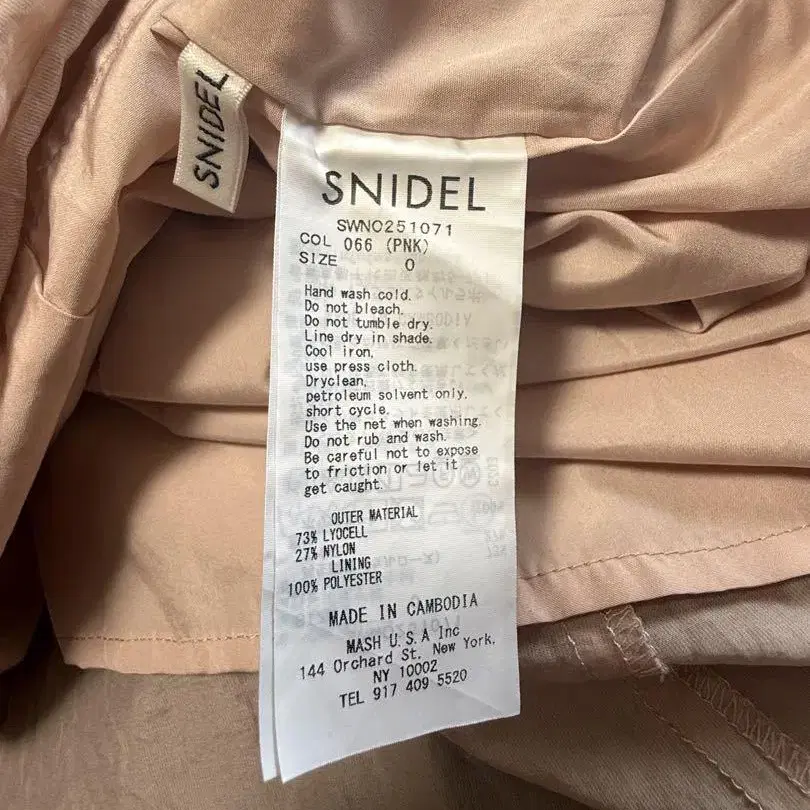 SNIDEL
SNIDEL
SWNO251071
COL 066 (PNK)
SIZE 0
Hand wash cold.
Do not bleach.
Do not tumble dry.
Line dry in shade.
Cool iron,
use press cloth.
Dryclean,
petroleum solvent only,
short cycle.
Use the net when washing.
Do not rub and wash.
Be careful not to expose
to friction or let it
get caught.
OUTER MATERIAL
73% LYOCELL
27% NYLON
LINING
100% POLYESTER
MADE IN CAMBODIA
MASH U.S.A Inc
144 Orchard St. New York,
NY 10002
TEL 917 409 5520